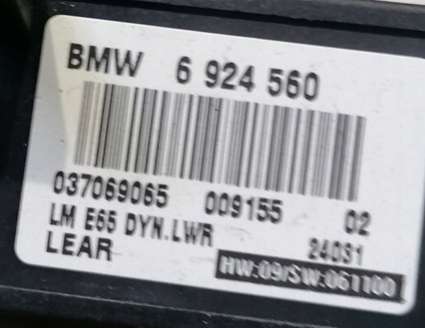 BMW 6 924 560
037069065 009155 02
LM E65 DYN.LWR 24031
LEAR HW:09/SW:061100